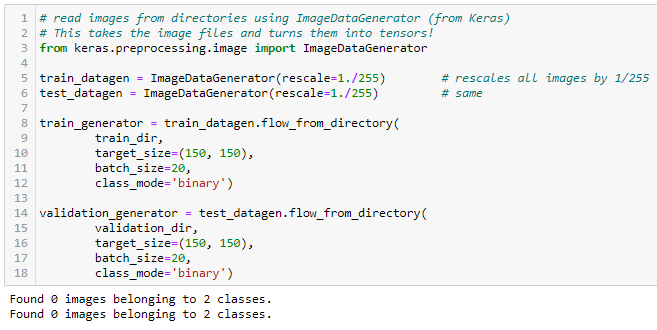 1 # read images from directories using ImageDataGenerator (from Keras)
2 # This takes the image files and turns them into tensors!
3 from keras.preprocessing.image import ImageDataGenerator
4
5 train_datagen = ImageDataGenerator(rescale=1./255)         # rescales all images by 1/255
6 test_datagen = ImageDataGenerator(rescale=1./255)          # same
7
8 train_generator = train_datagen.flow_from_directory(
9         train_dir,
10         target_size=(150, 150),
11         batch_size=20,
12         class_mode='binary')
13
14 validation_generator = test_datagen.flow_from_directory(
15         validation_dir,
16         target_size=(150, 150),
17         batch_size=20,
18         class_mode='binary')
Found 0 images belonging to 2 classes.
Found 0 images belonging to 2 classes.